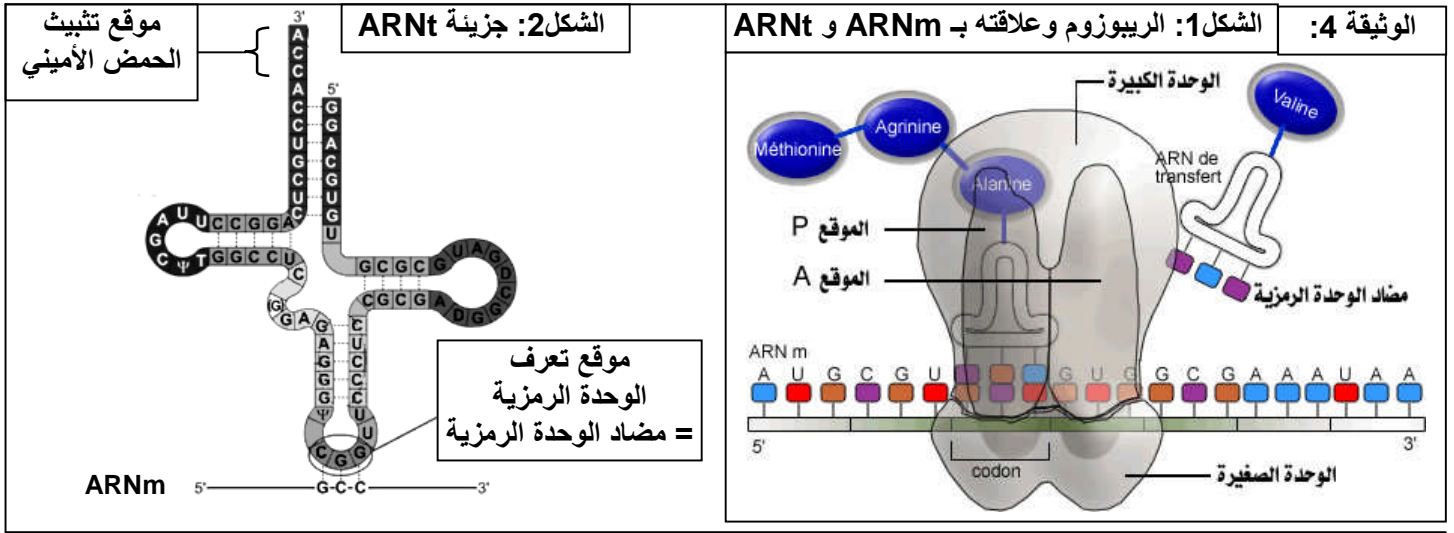 الوثيقة 4:
الشكل1: الريبوزوم وعلاقته بـ ARNm و ARNt
الوحدة الكبيرة
Valine
Agrinine
Méthionine
Alanine
ARN de
transfert
الموقع P
الموقع A
مضاد الوحدة الرمزية
ARN m
A U G C G U G U G G C G A A A U A A
5'
3'
codon
الوحدة الصغيرة
الشكل2: جزيئة ARNt
موقع تثبيت
الحمض الأميني
3'
A C C A C C U G C U C
5'
G G A C G U G U
A G G C C U U A G C Ψ T G G C C U C
G C G C G U A G D C G G D A G C G C
G G A G A G G G Ψ
C U C C C U U
C G G
موقع تعرف
الوحدة الرمزية
= مضاد الوحدة الرمزية
ARNm
5' G-C-C 3'